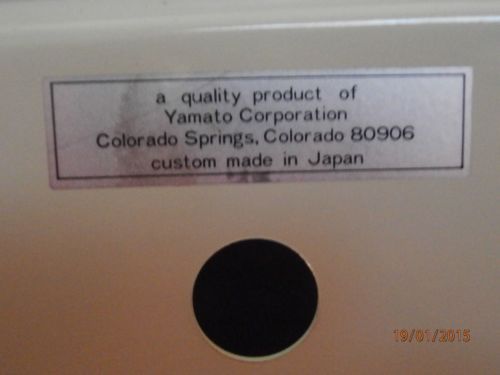 a quality product of
Yamato Corporation
Colorado Springs, Colorado 80906
custom made in Japan
19/01/2015